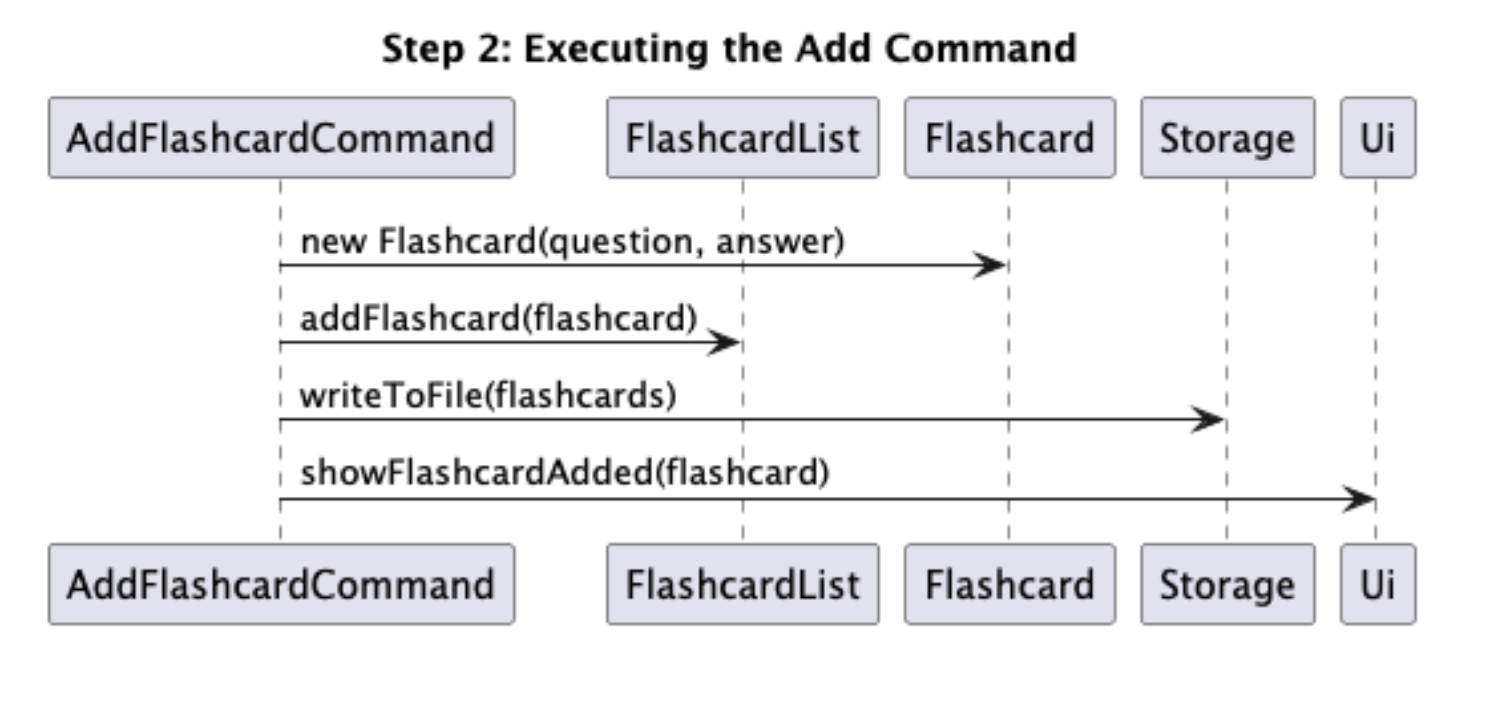 Step 2: Executing the Add Command
AddFlashcardCommand FlashcardList Flashcard Storage Ui
new Flashcard(question, answer)
addFlashcard(flashcard)
writeToFile(flashcards)
showFlashcardAdded(flashcard)
AddFlashcardCommand FlashcardList Flashcard Storage Ui